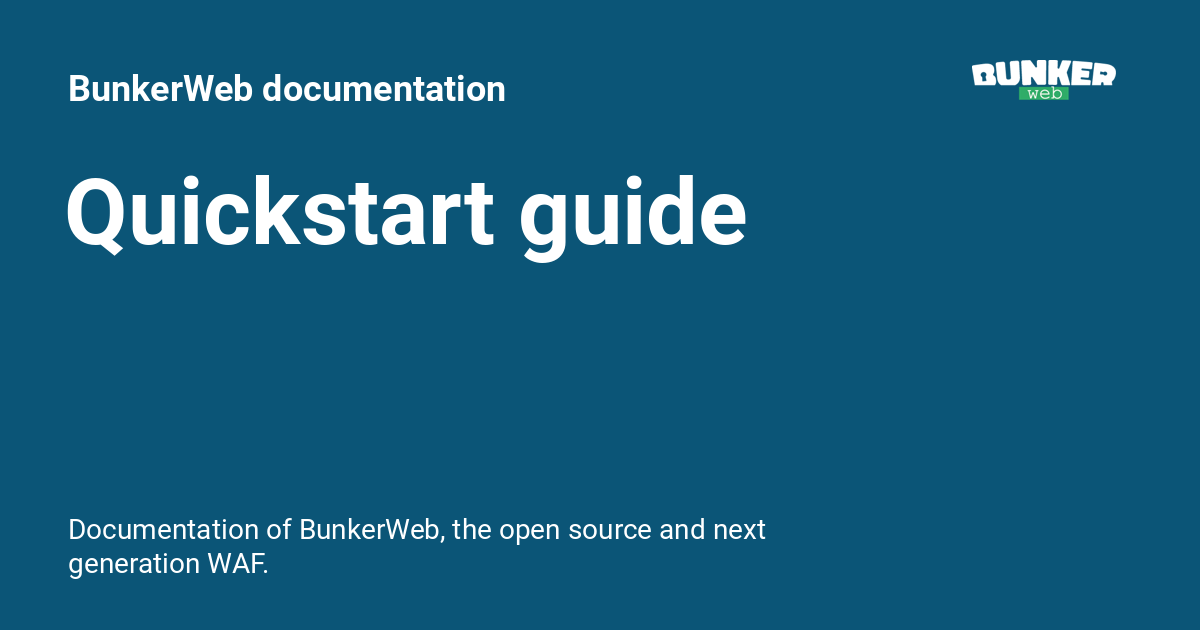 BunkerWeb documentation
BUNKER
web
Quickstart guide
Documentation of BunkerWeb, the open source and next
generation WAF.